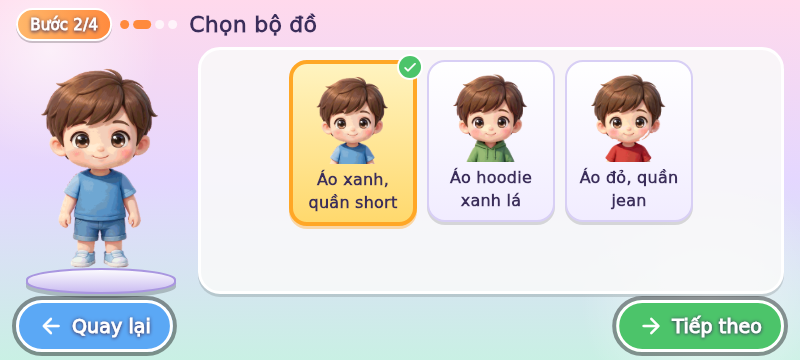 Bước 2/4
Chọn bộ đồ
Áo xanh,
quần short
Áo hoodie
xanh lá
Áo đỏ, quần
jean
Quay lại
Tiếp theo